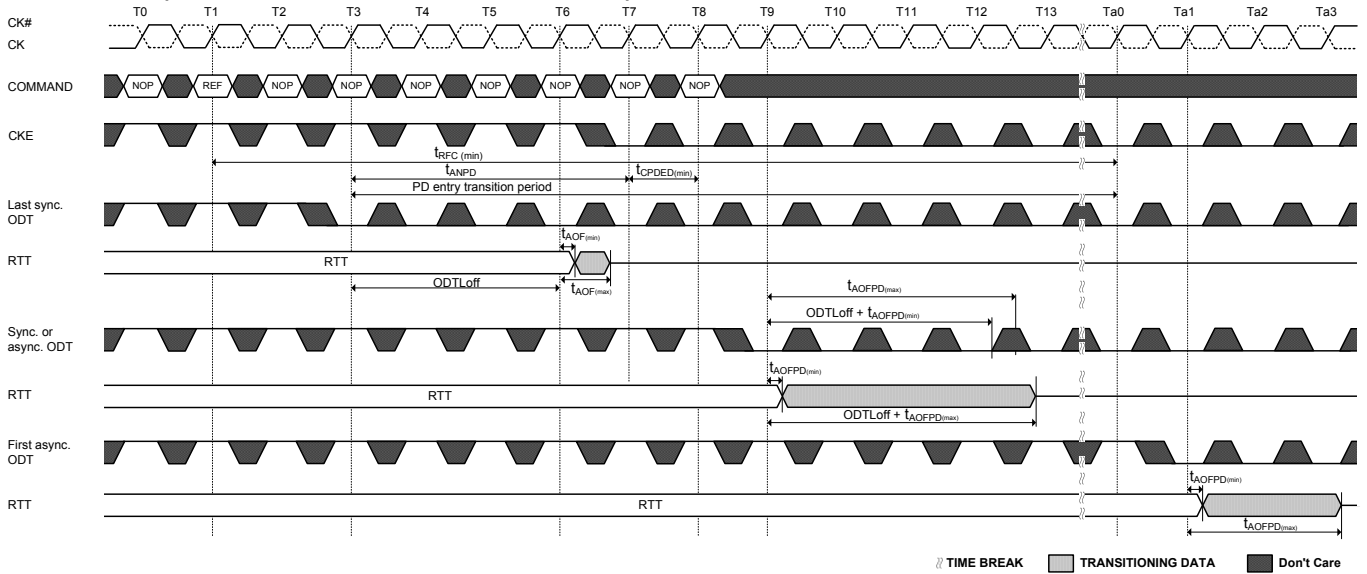 T0 T1 T2 T3 T4 T5 T6 T7 T8 T9 T10 T11 T12 T13 Ta0 Ta1 Ta2 Ta3
CK#
CK
COMMAND NOP REF NOP NOP NOP NOP NOP NOP NOP
CKE
tRFC (min)
tANPD tCPDED(min)
PD entry transition period
Last sync.
ODT
tAOF(min)
RTT RTT
ODTLoff tAOF(max)
tAOFPD(max)
ODTLoff + tAOFPD(min)
Sync. or
async. ODT
tAOFPD(min)
RTT RTT
ODTLoff + tAOFPD(max)
First async.
ODT
tAOFPD(min)
RTT RTT
tAOFPD(max)
TIME BREAK TRANSITIONING DATA Don't Care